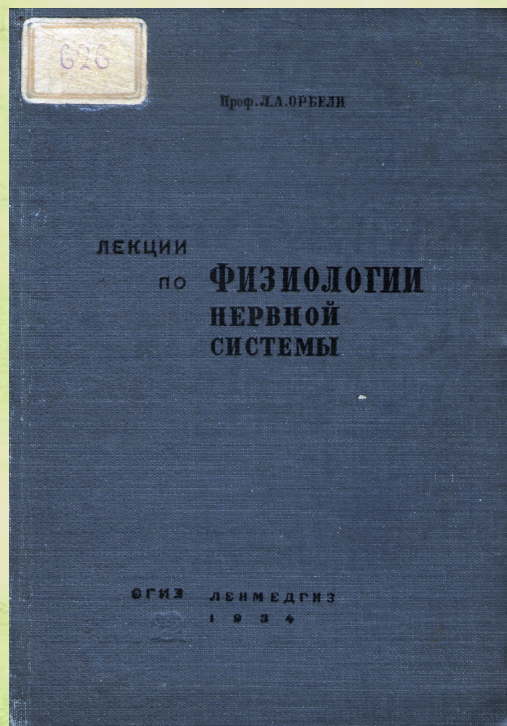 626
Проф. Л.А.ОРБЕЛИ
ЛЕКЦИИ
ПО ФИЗИОЛОГИИ
НЕРВНОЙ
СИСТЕМЫ
ОГИЗ ЛЕНМЕДГИЗ
1934